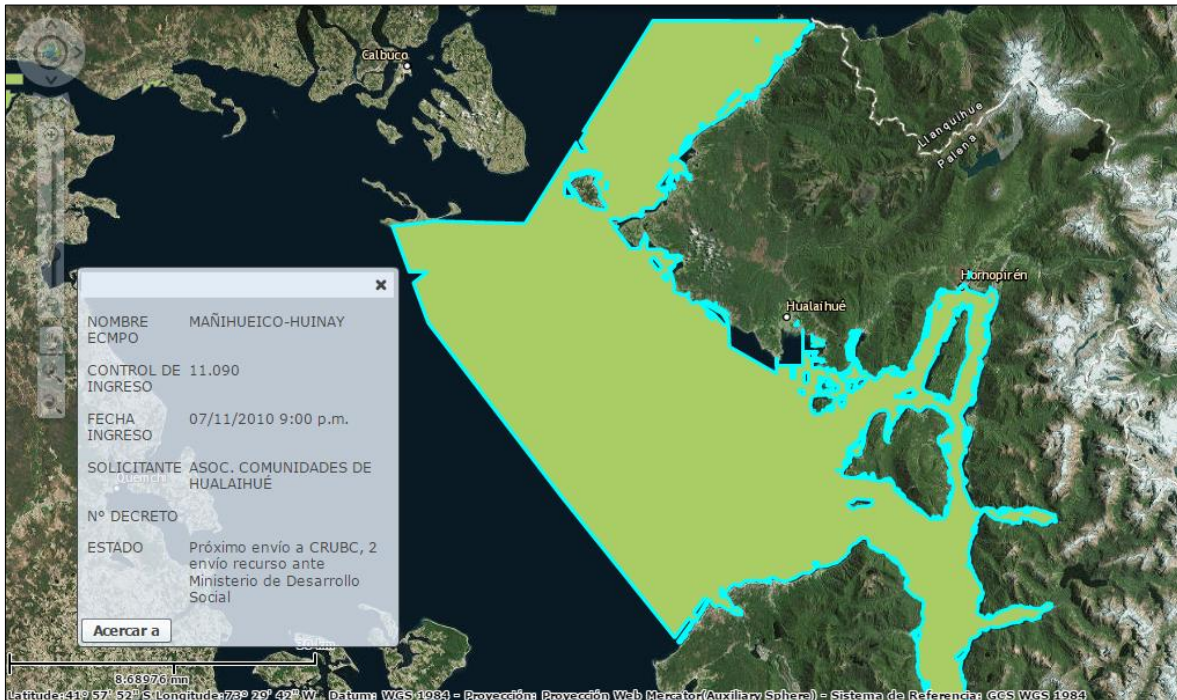 Calbuco
Llanquihue
Palena
Hornopirén
Hualaihué
NOMBRE ECMPO MAÑIHUEICO-HUINAY
CONTROL DE INGRESO 11.090
FECHA INGRESO 07/11/2010 9:00 p.m.
SOLICITANTE ASOC. COMUNIDADES DE HUALAIHUÉ
Quemchi
Nº DECRETO
ESTADO Próximo envío a CRUBC, 2
envío recurso ante
Ministerio de Desarrollo
Social
Acercar a
8.68976 mn
Latitude:41º 57' 52" S Longitude:73º 29' 42" W - Datum: WGS 1984 - Proyección: Proyección Web Mercator(Auxiliary Sphere) - Sistema de Referencia: GCS WGS 1984